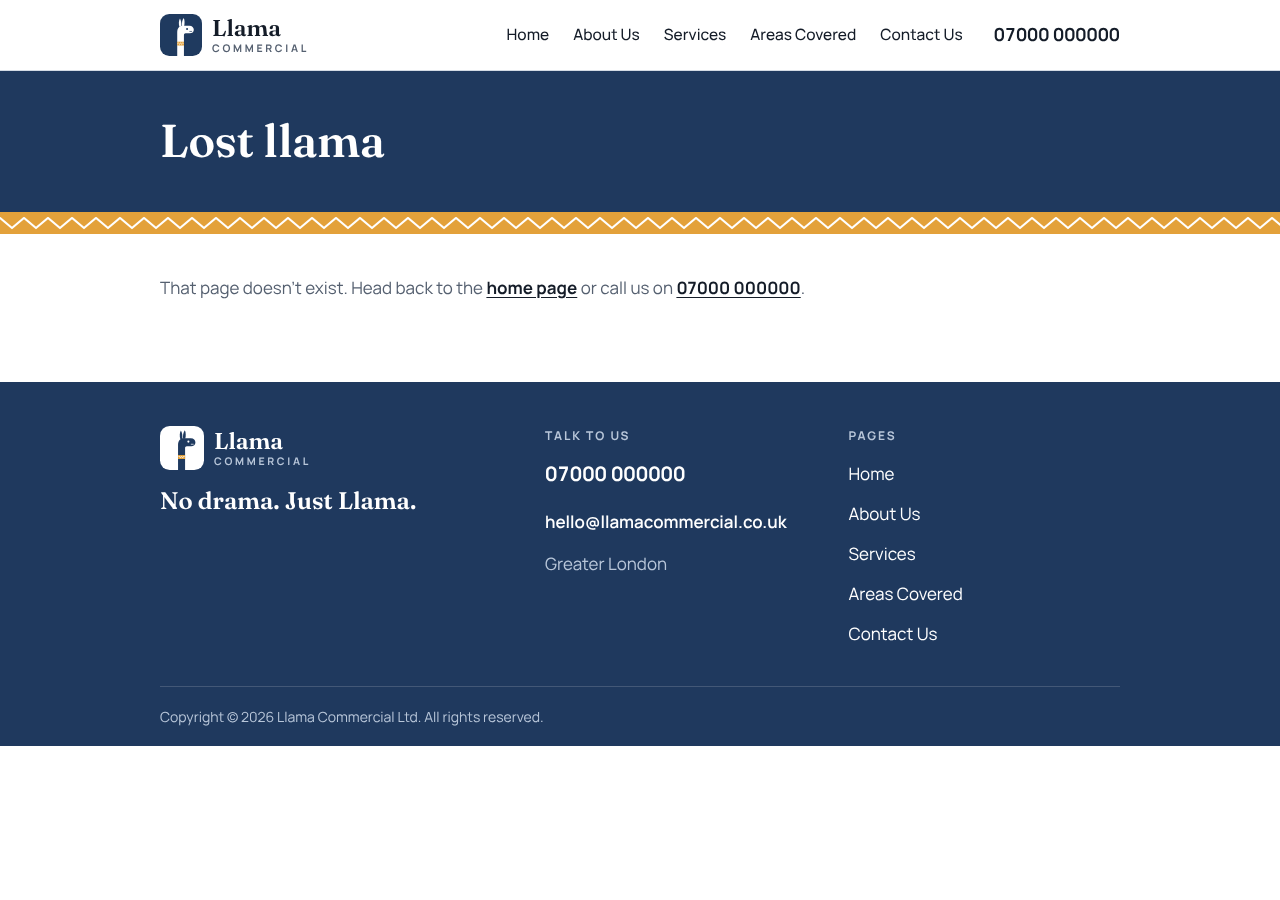 Llama
COMMERCIAL
Home About Us Services Areas Covered Contact Us 07000 000000
Lost llama
That page doesn't exist. Head back to the home page or call us on 07000 000000.
Llama
COMMERCIAL
No drama. Just Llama.
TALK TO US
07000 000000
hello@llamacommercial.co.uk
Greater London
PAGES
Home
About Us
Services
Areas Covered
Contact Us
Copyright © 2026 Llama Commercial Ltd. All rights reserved.